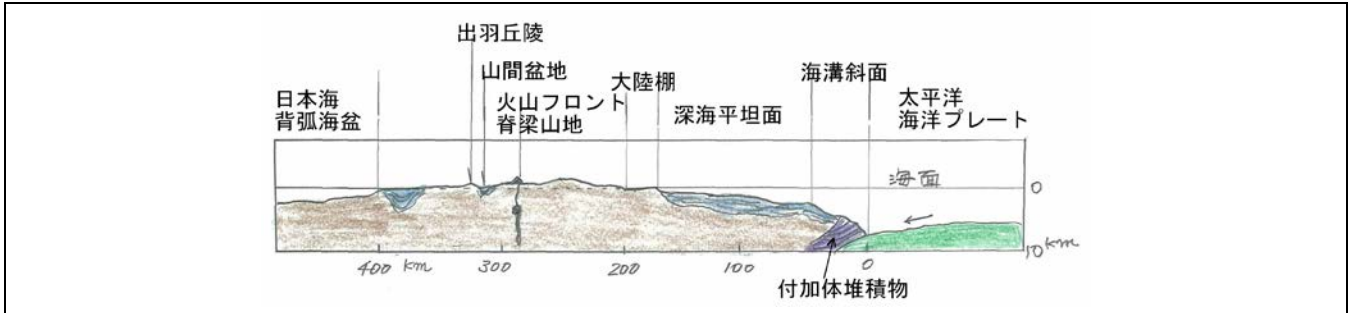 出羽丘陵
山間盆地
大陸棚
海溝斜面
日本海
背弧海盆
火山フロント
脊梁山地
深海平坦面
太平洋
海洋プレート
海面
0
10 km
400 km
300
200
100
0
付加体堆積物